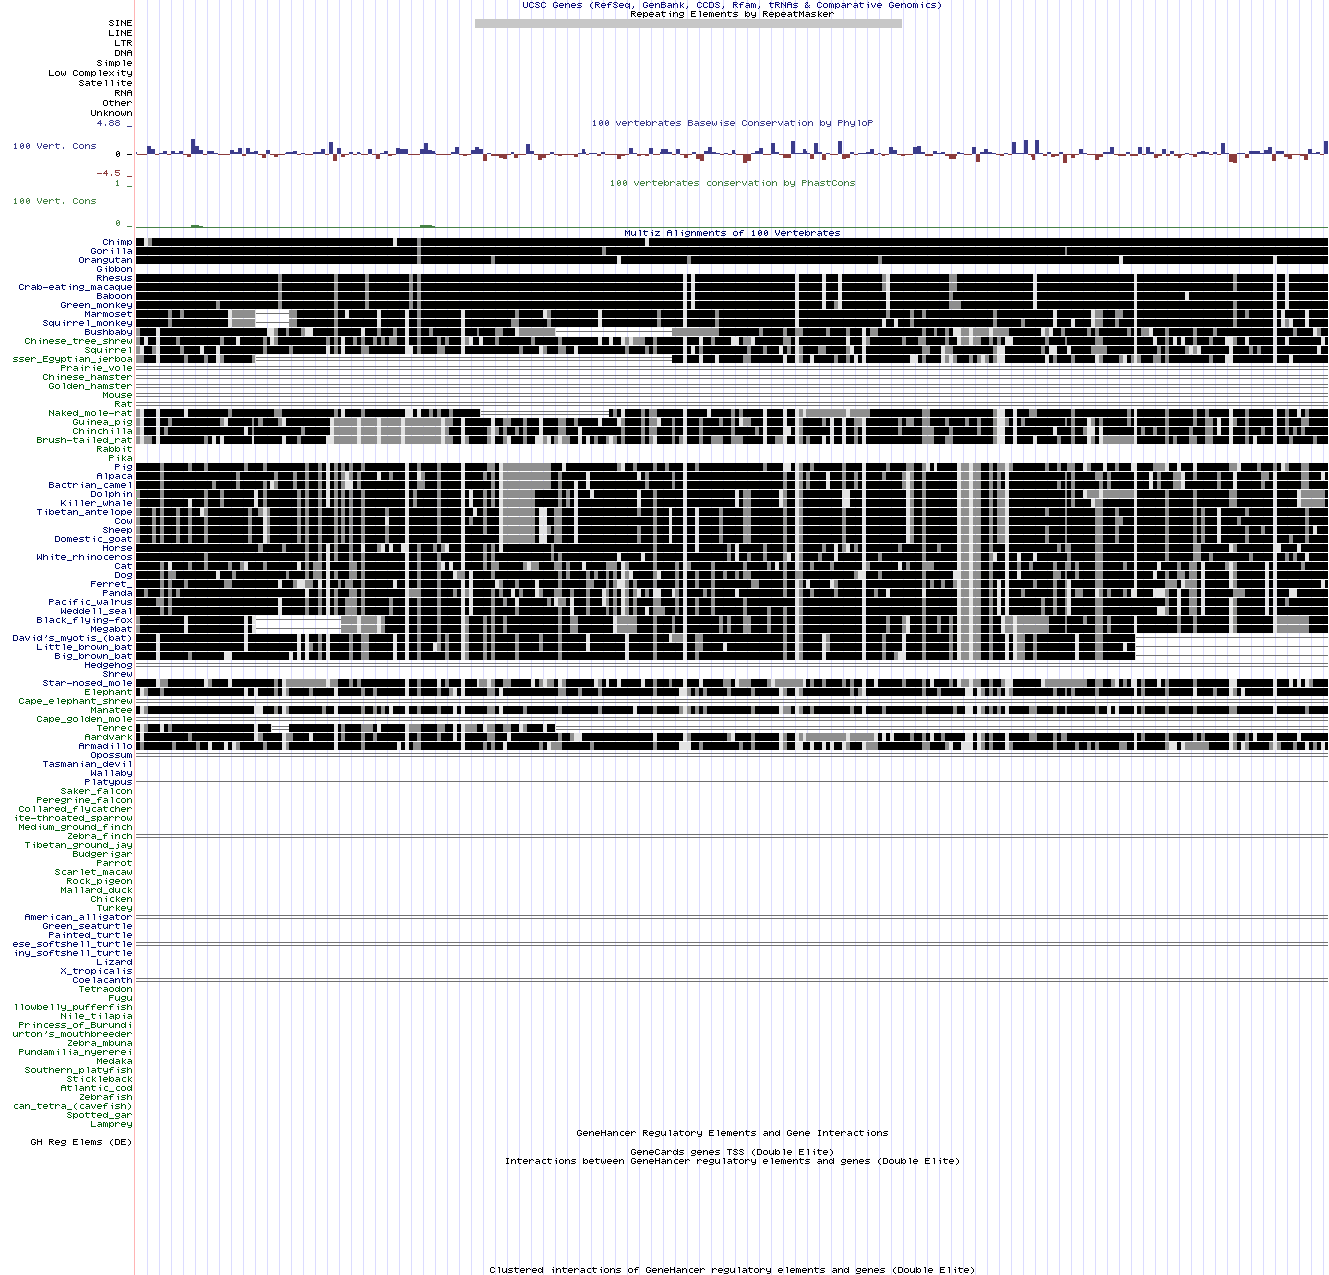 UCSC Genes (RefSeq, GenBank, CCDS, Rfam, tRNAs & Comparative Genomics)
Repeating Elements by RepeatMasker
SINE
LINE
LTR
DNA
Simple
Low Complexity
Satellite
RNA
Other
Unknown
4.88 _
100 vertebrates Basewise Conservation by PhyloP
100 Vert. Cons
0 _
-4.5 _
1 _
100 vertebrates conservation by PhastCons
100 Vert. Cons
0 _
Multiz Alignments of 100 Vertebrates
Chimp
Gorilla
Orangutan
Gibbon
Rhesus
Crab-eating_macaque
Baboon
Green_monkey
Marmoset
Squirrel_monkey
Bushbaby
Chinese_tree_shrew
Squirrel
sser_Egyptian_jerboa
Prairie_vole
Chinese_hamster
Golden_hamster
Mouse
Rat
Naked_mole-rat
Guinea_pig
Chinchilla
Brush-tailed_rat
Rabbit
Pika
Pig
Alpaca
Bactrian_camel
Dolphin
Killer_whale
Tibetan_antelope
Cow
Sheep
Domestic_goat
Horse
White_rhinoceros
Cat
Dog
Ferret_
Panda
Pacific_walrus
Weddell_seal
Black_flying-fox
Megabat
David's_myotis_(bat)
Little_brown_bat
Big_brown_bat
Hedgehog
Shrew
Star-nosed_mole
Elephant
Cape_elephant_shrew
Manatee
Cape_golden_mole
Tenrec
Aardvark
Armadillo
Opossum
Tasmanian_devil
Wallaby
Platypus
Saker_falcon
Peregrine_falcon
Collared_flycatcher
ite-throated_sparrow
Medium_ground_finch
Zebra_finch
Tibetan_ground_jay
Budgerigar
Parrot
Scarlet_macaw
Rock_pigeon
Mallard_duck
Chicken
Turkey
American_alligator
Green_seaturtle
Painted_turtle
ese_softshell_turtle
iny_softshell_turtle
Lizard
X_tropicalis
Coelacanth
Tetraodon
Fugu
llowbelly_pufferfish
Nile_tilapia
Princess_of_Burundi
urton's_mouthbreeder
Zebra_mbuna
Pundamilia_nyererei
Medaka
Southern_platyfish
Stickleback
Atlantic_cod
Zebrafish
can_tetra_(cavefish)
Spotted_gar
Lamprey
GeneHancer Regulatory Elements and Gene Interactions
GH Reg Elems (DE)
GeneCards genes TSS (Double Elite)
Interactions between GeneHancer regulatory elements and genes (Double Elite)
Clustered interactions of GeneHancer regulatory elements and genes (Double Elite)